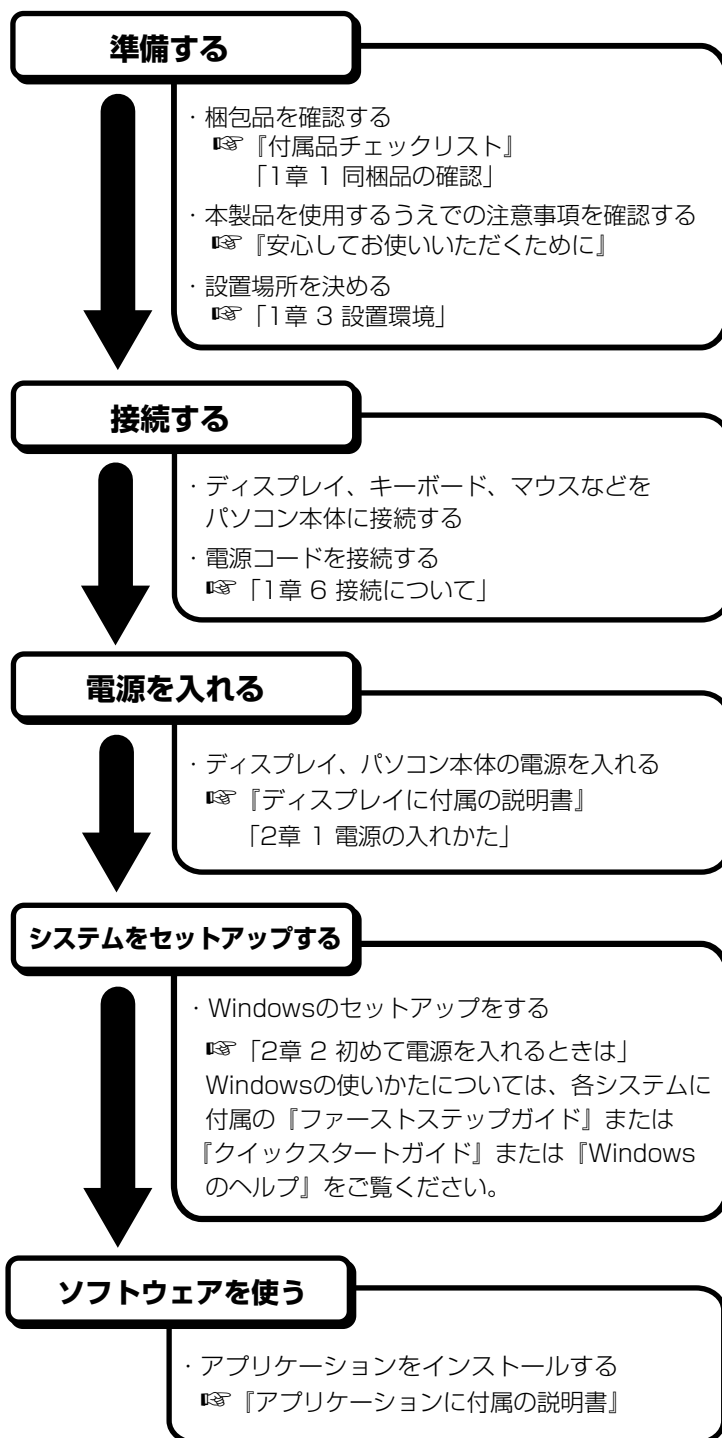 準備する
・梱包品を確認する
☞『付属品チェックリスト』
「1章 1 同梱品の確認」
・本製品を使用するうえでの注意事項を確認する
☞『安心してお使いいただくために』
・設置場所を決める
☞「1章 3 設置環境」
接続する
・ディスプレイ、キーボード、マウスなどを
パソコン本体に接続する
・電源コードを接続する
☞「1章 6 接続について」
電源を入れる
・ディスプレイ、パソコン本体の電源を入れる
☞『ディスプレイに付属の説明書』
「2章 1 電源の入れかた」
システムをセットアップする
・Windowsのセットアップをする
☞「2章 2 初めて電源を入れるときは」
Windowsの使いかたについては、各システムに
付属の『ファーストステップガイド』または
『クイックスタートガイド』または『Windows
のヘルプ』をご覧ください。
ソフトウェアを使う
・アプリケーションをインストールする
☞『アプリケーションに付属の説明書』